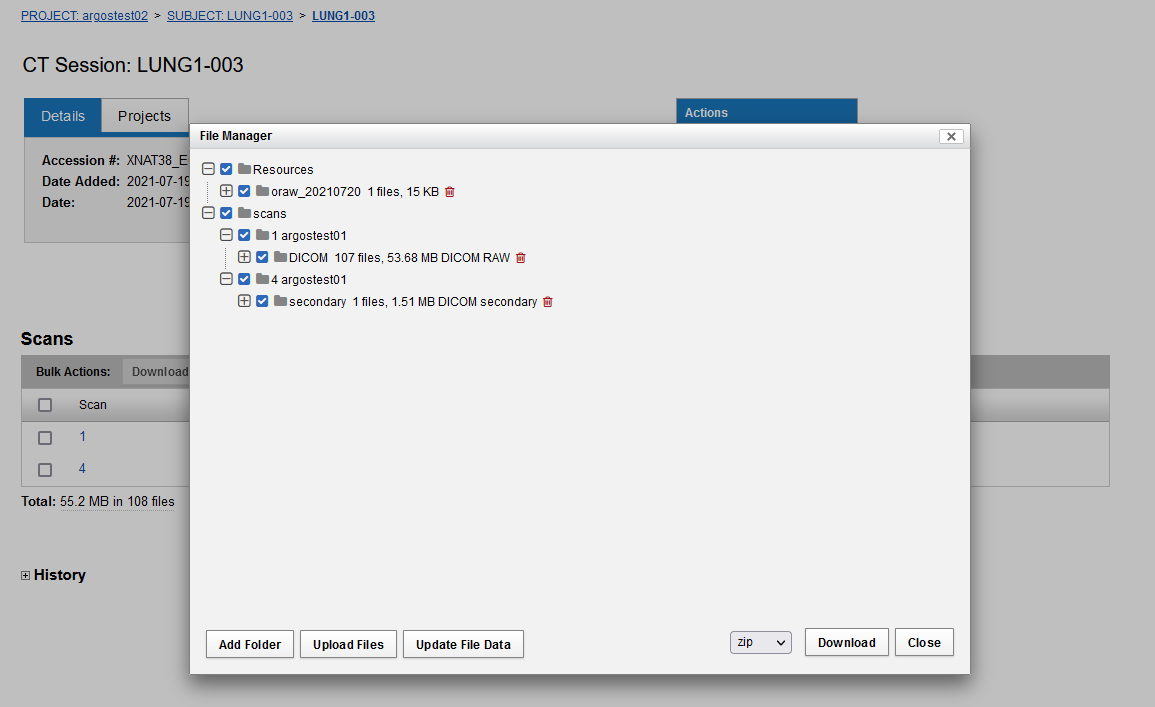 PROJECT: argostest02 > SUBJECT: LUNG1-003 > LUNG1-003
CT Session: LUNG1-003
Details Projects
Actions
File Manager
Accession #: XNAT38_E
Date Added: 2021-07-19
Date: 2021-07-19
Resources
oraw_20210720 1 files, 15 KB
scans
1 argostest01
DICOM 107 files, 53.68 MB DICOM RAW
4 argostest01
secondary 1 files, 1.51 MB DICOM secondary
Scans
Bulk Actions: Download
Scan
1
4
Total: 55.2 MB in 108 files
History
Add Folder Upload Files Update File Data zip Download Close